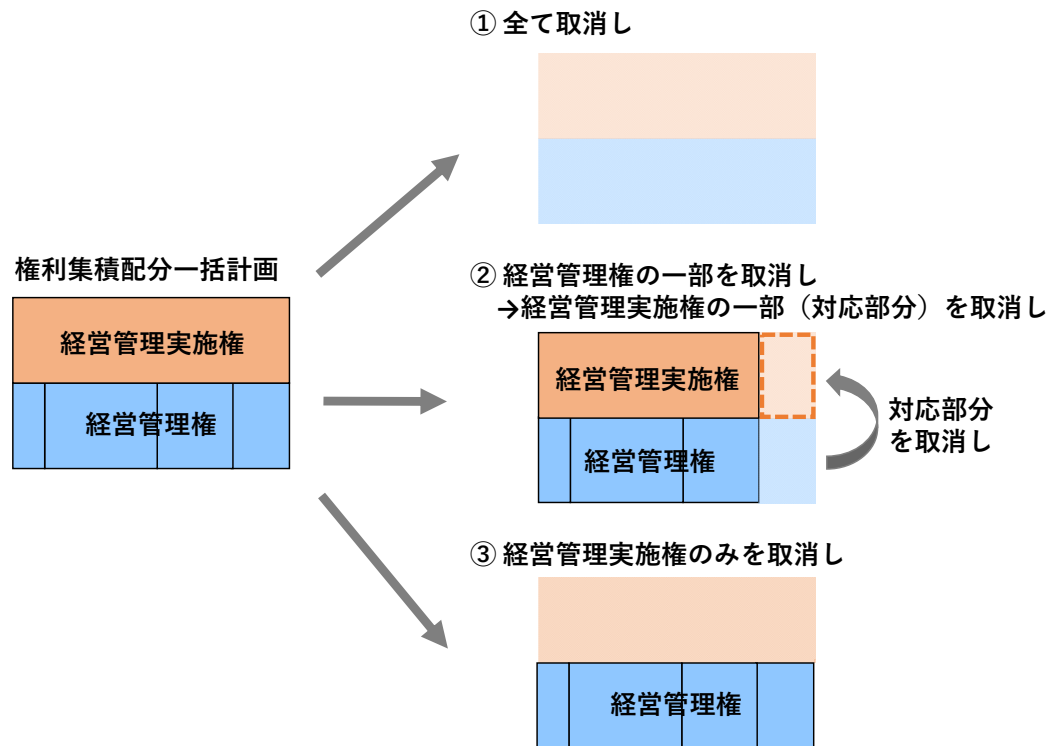 ① 全て取消し
権利集積配分一括計画
経営管理実施権
経営管理権
② 経営管理権の一部を取消し
→経営管理実施権の一部（対応部分）を取消し
経営管理実施権
経営管理権
対応部分
を取消し
③ 経営管理実施権のみを取消し
経営管理権